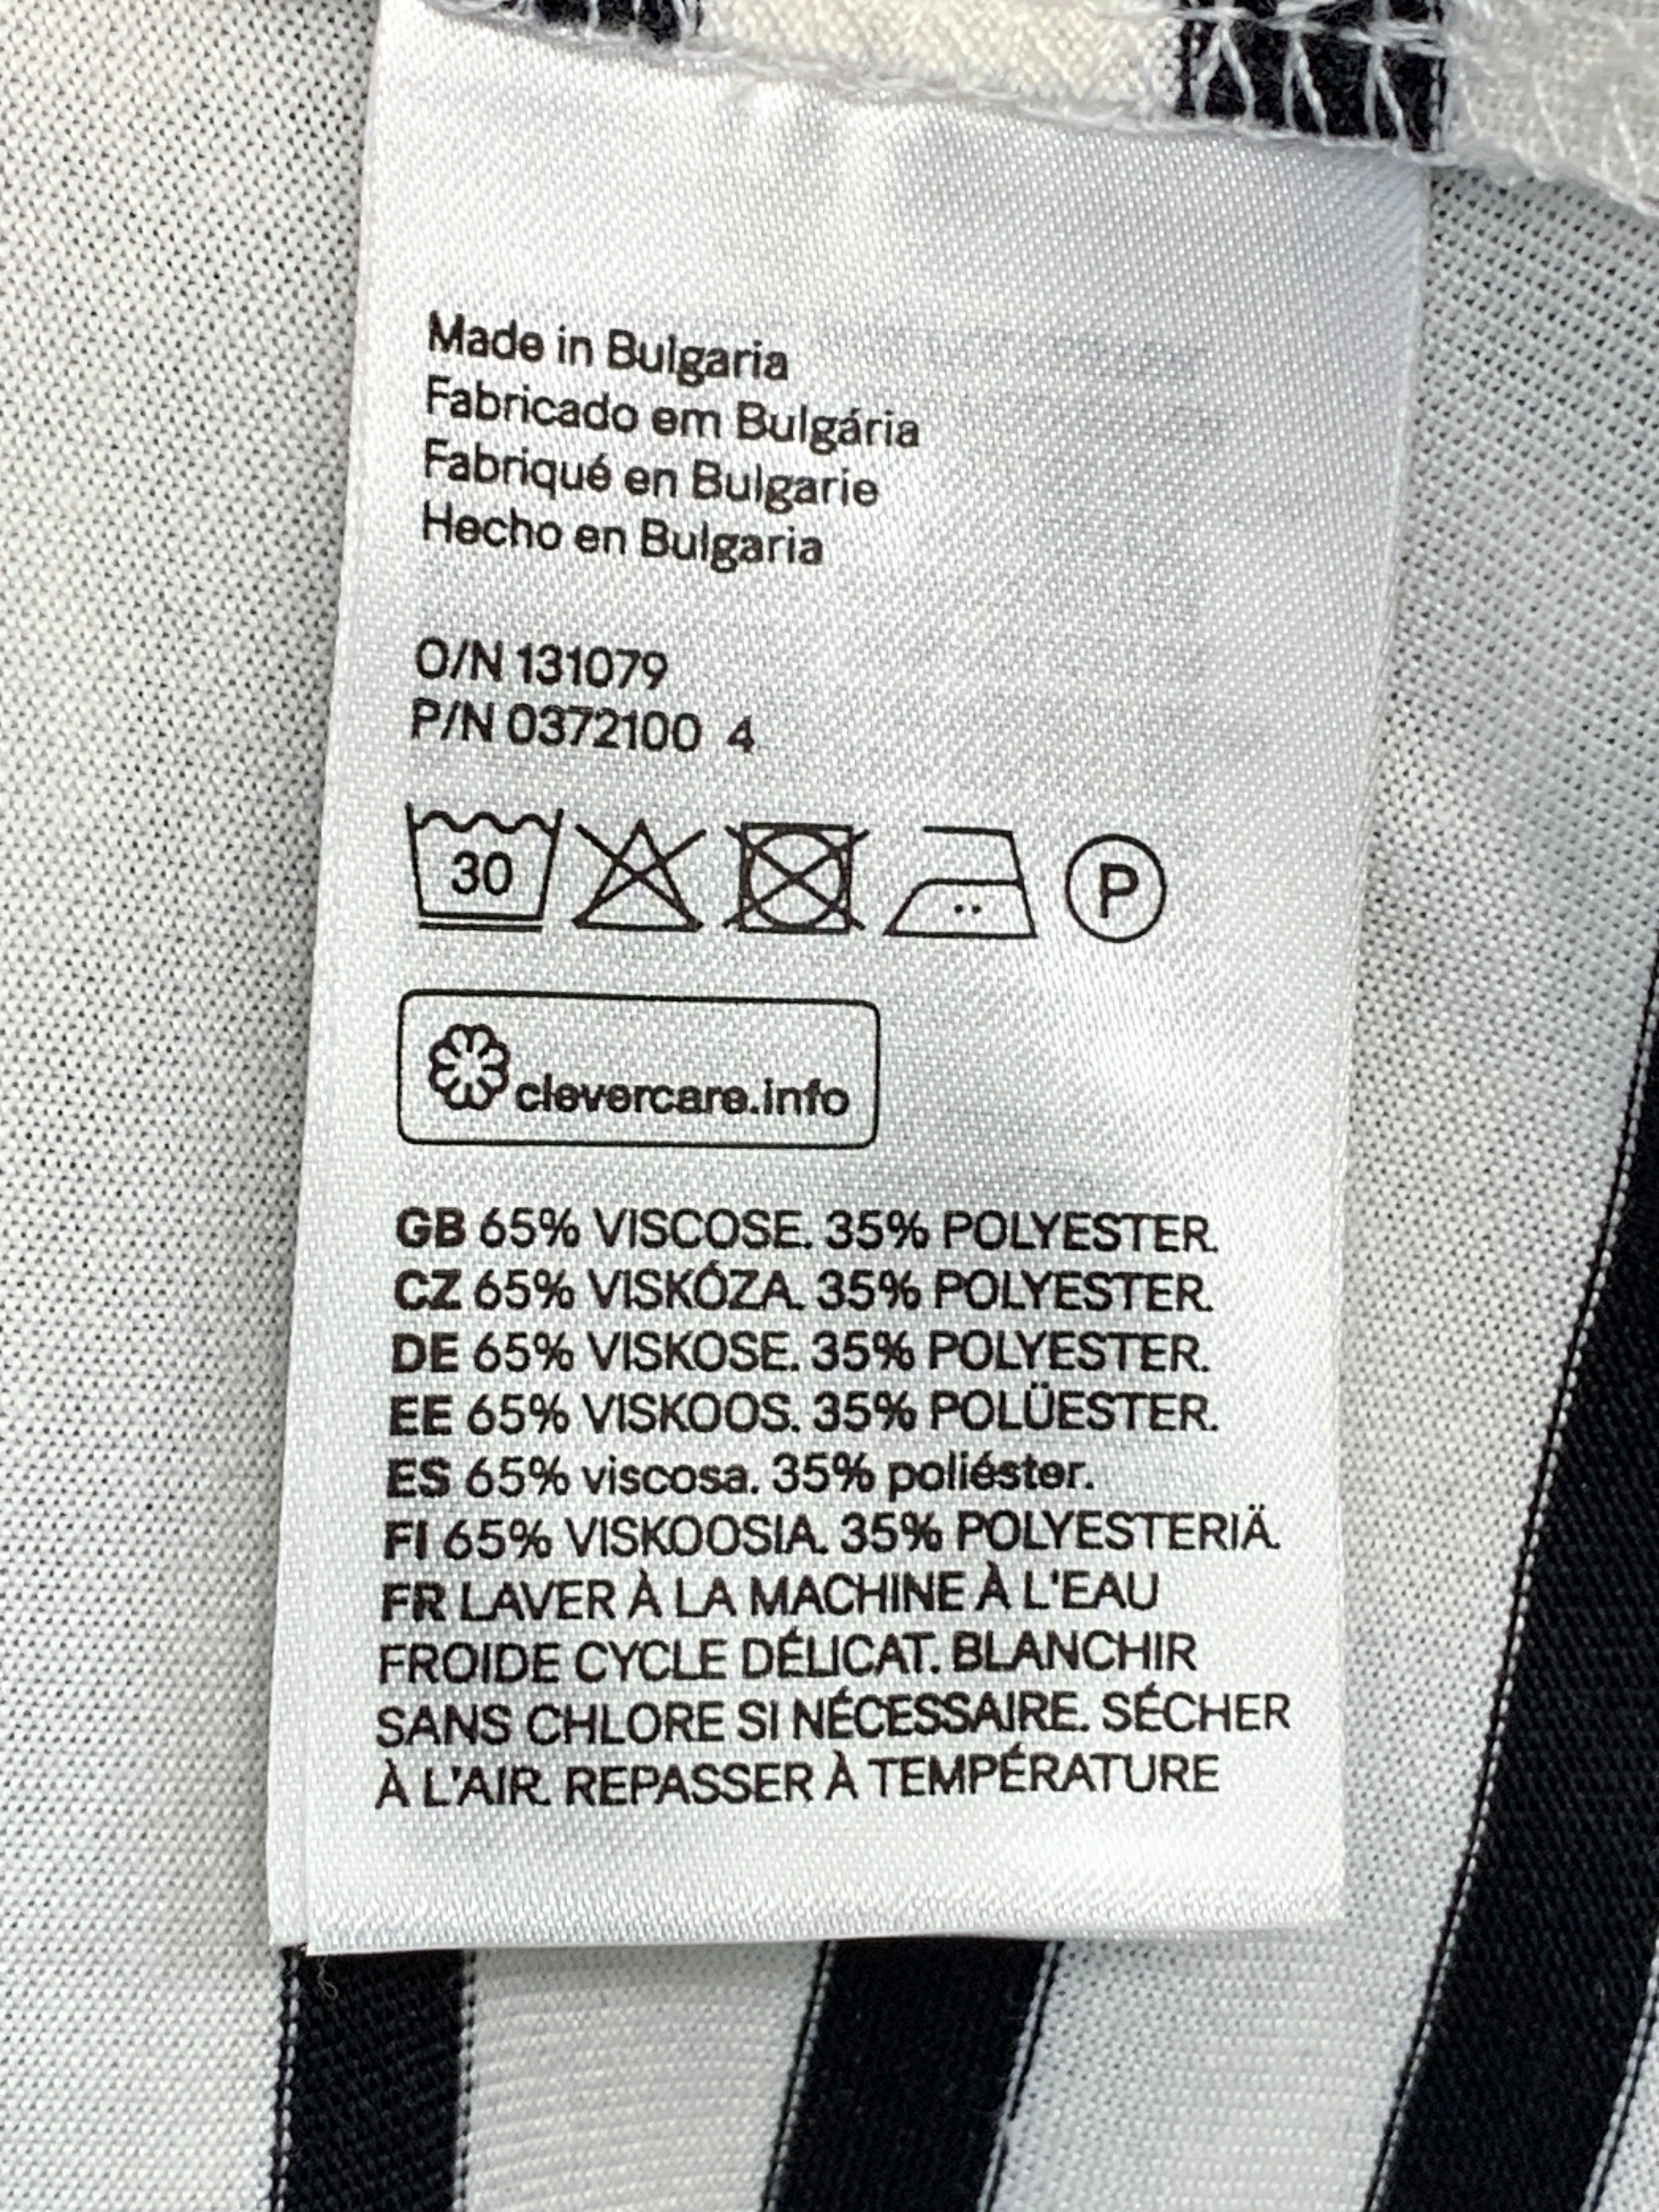 Made in Bulgaria
Fabricado em Bulgária
Fabriqué en Bulgarie
Hecho en Bulgaria
O/N 131079
P/N 0372100 4
30 P
clevercare.info
GB 65% VISCOSE. 35% POLYESTER.
CZ 65% VISKÓZA. 35% POLYESTER.
DE 65% VISKOSE. 35% POLYESTER.
EE 65% VISKOOS. 35% POLÜESTER.
ES 65% viscosa. 35% poliéster.
FI 65% VISKOOSIA. 35% POLYESTERIÄ.
FR LAVER À LA MACHINE À L'EAU
FROIDE CYCLE DÉLICAT. BLANCHIR
SANS CHLORE SI NÉCESSAIRE. SÉCHER
À L'AIR. REPASSER À TEMPÉRATURE